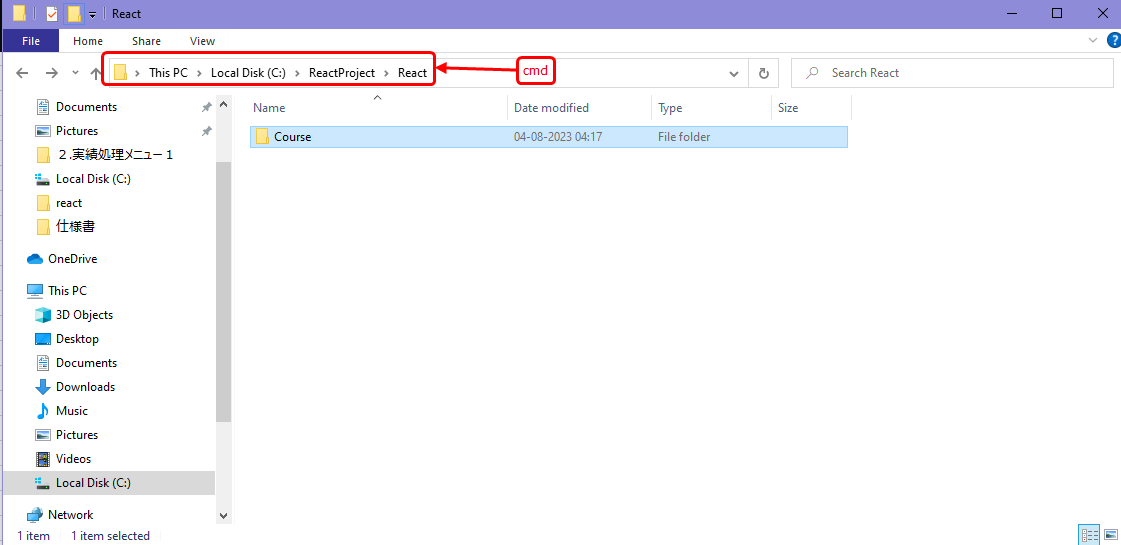 React
File Home Share View
This PC Local Disk (C:) ReactProject React
cmd
Search React
Name Date modified Type Size
Course 04-08-2023 04:17 File folder
Documents
Pictures
２.実績処理ﾒﾆｭｰ１
Local Disk (C:)
react
仕様書
OneDrive
This PC
3D Objects
Desktop
Documents
Downloads
Music
Pictures
Videos
Local Disk (C:)
Network
1 item 1 item selected